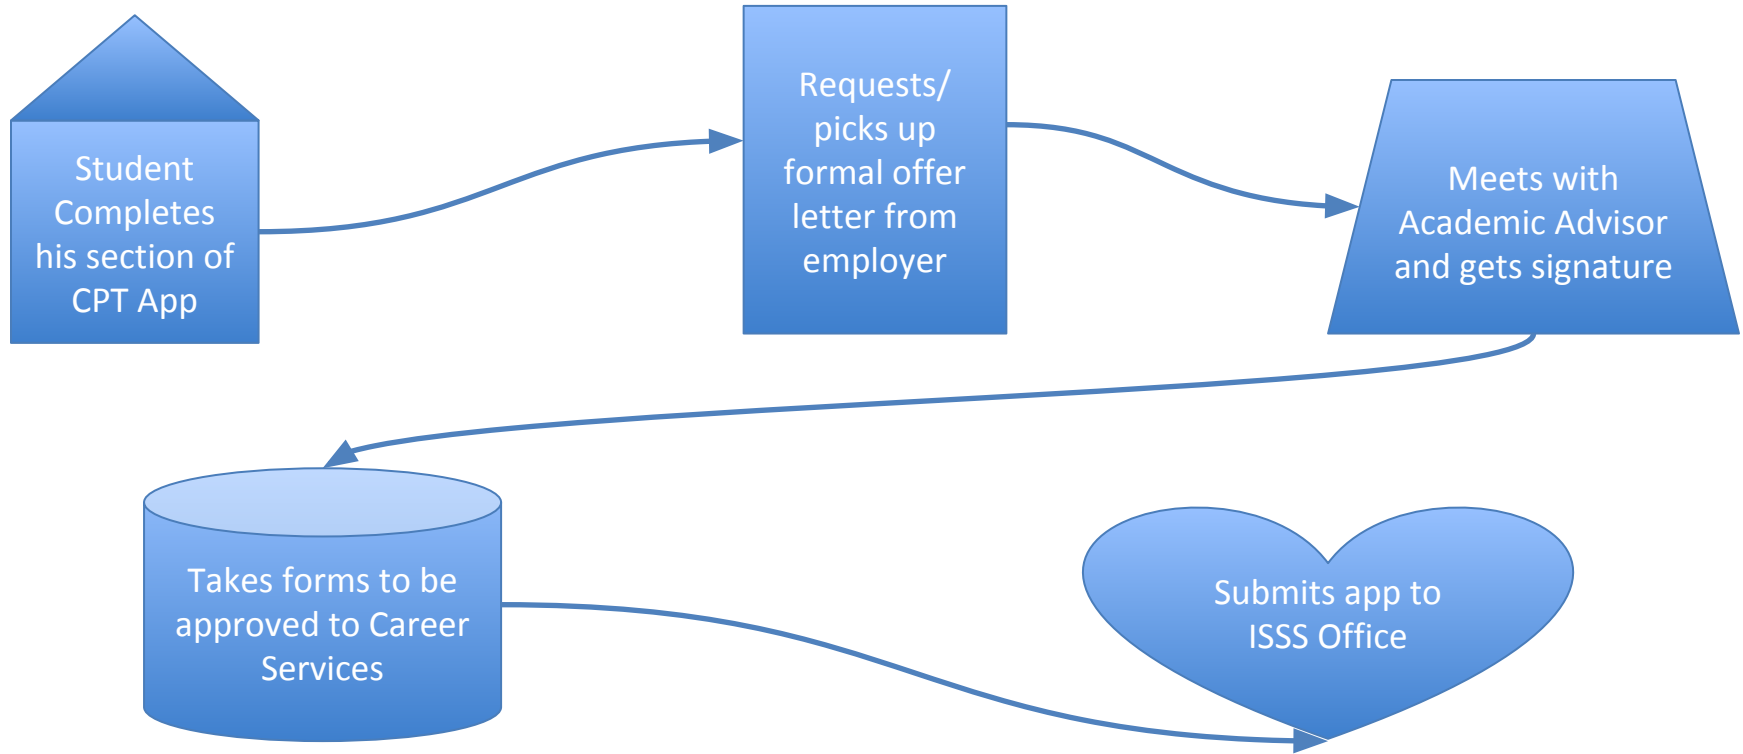 Student
Completes
his section of
CPT App
Requests/
picks up
formal offer
letter from
employer
Meets with
Academic Advisor
and gets signature
Takes forms to be
approved to Career
Services
Submits app to
ISSS Office